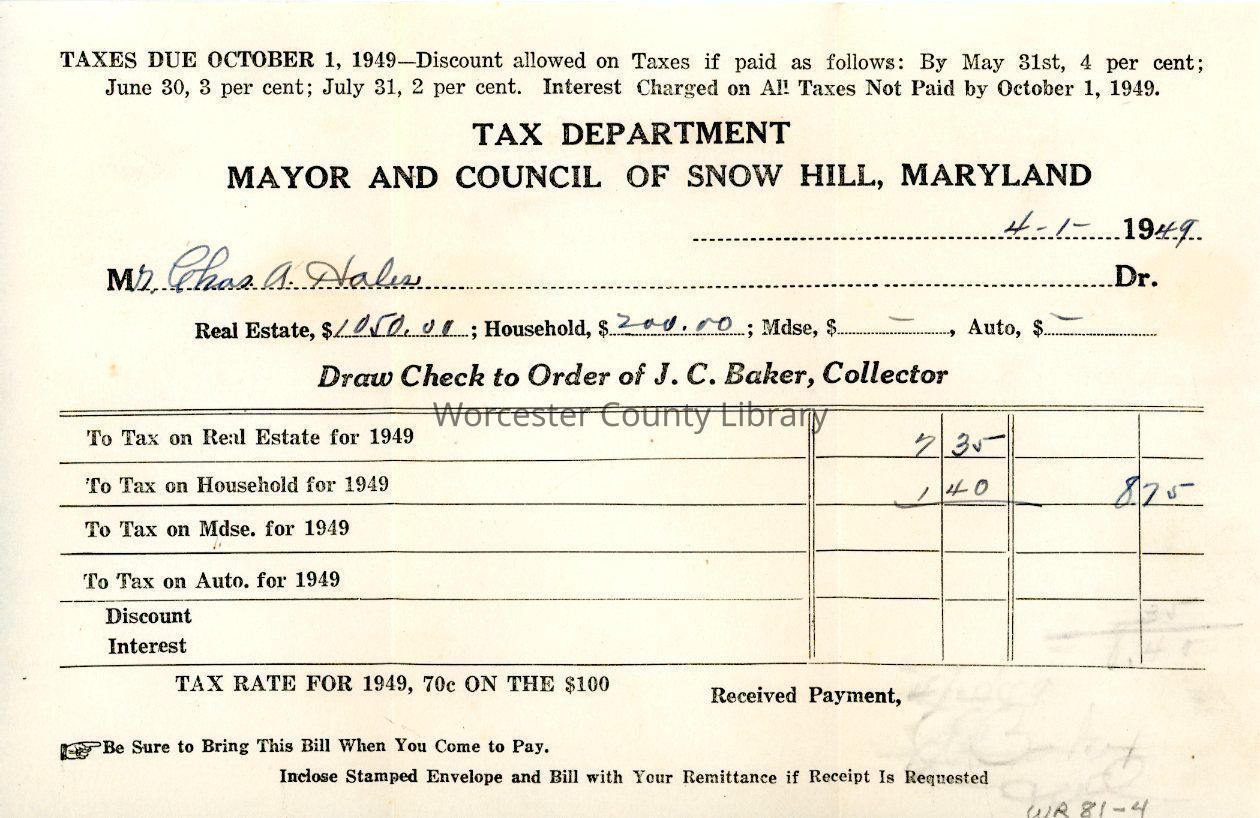 TAXES DUE OCTOBER 1, 1949—Discount allowed on Taxes if paid as follows: By May 31st, 4 per cent;
June 30, 3 per cent; July 31, 2 per cent. Interest Charged on All Taxes Not Paid by October 1, 1949.
TAX DEPARTMENT
MAYOR AND COUNCIL OF SNOW HILL, MARYLAND
4-1- 1949
Mr. Chas. A. Hales Dr.
Real Estate, $1050.00; Household, $200.00; Mdse, $ — , Auto, $ —
Draw Check to Order of J. C. Baker, Collector
Worcester County Library
To Tax on Real Estate for 1949 7 35
To Tax on Household for 1949 1 40 8.75
To Tax on Mdse. for 1949
To Tax on Auto. for 1949
Discount 35
Interest 8.40
TAX RATE FOR 1949, 70c ON THE $100
Received Payment,
Be Sure to Bring This Bill When You Come to Pay.
Inclose Stamped Envelope and Bill with Your Remittance if Receipt Is Requested
WR 81-4